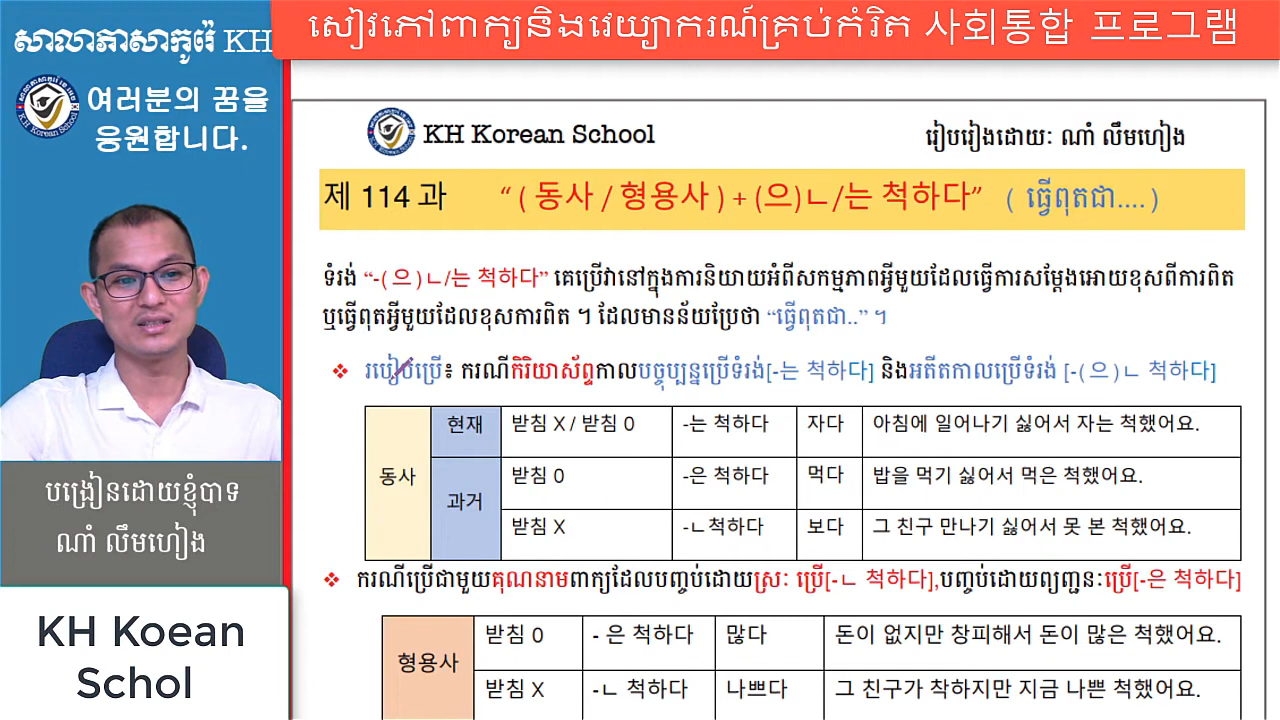 សាលាភាសាកូរ៉េ KH
សៀវភៅពាក្យនិងវេយ្យាករណ៍គ្រប់កំរិត 사회통합 프로그램
여러분의 꿈을
응원합니다.
KH Korean School
រៀបរៀងដោយ: ណាំ លឹមហៀង
제 114 과 “ ( 동사 / 형용사 ) + (으)ㄴ/는 척하다” ( ធ្វើពុតជា.... )
ទំរង់ “-(으)ㄴ/는 척하다” គេប្រើវានៅក្នុងការនិយាយអំពីសកម្មភាពអ្វីមួយដែលធ្វើការសម្តែងអោយខុសពីការពិត
ឬធ្វើពុតអ្វីមួយដែលខុសការពិត ។ ដែលមានន័យប្រែថា “ធ្វើពុតជា..” ។
❖ របៀបប្រើ៖ ករណីកិរិយាស័ព្ទកាលបច្ចុប្បន្នប្រើទំរង់[-는 척하다] និងអតីតកាលប្រើទំរង់ [-(으)ㄴ 척하다]
동사 현재 받침 X / 받침 0 -는 척하다 자다 아침에 일어나기 싫어서 자는 척했어요.
과거 받침 0 -은 척하다 먹다 밥을 먹기 싫어서 먹은 척했어요.
받침 X -ㄴ척하다 보다 그 친구 만나기 싫어서 못 본 척했어요.
❖ ករណីប្រើជាមួយគុណនាមពាក្យដែលបញ្ចប់ដោយស្រ: ប្រើ[-ㄴ 척하다],បញ្ចប់ដោយព្យញ្ជន:ប្រើ[-은 척하다]
형용사 받침 0 - 은 척하다 많다 돈이 없지만 창피해서 돈이 많은 척했어요.
받침 X -ㄴ 척하다 나쁘다 그 친구가 착하지만 지금 나쁜 척했어요.
បង្រៀនដោយខ្ញុំបាទ
ណាំ លឹមហៀង
KH Koean
Schol